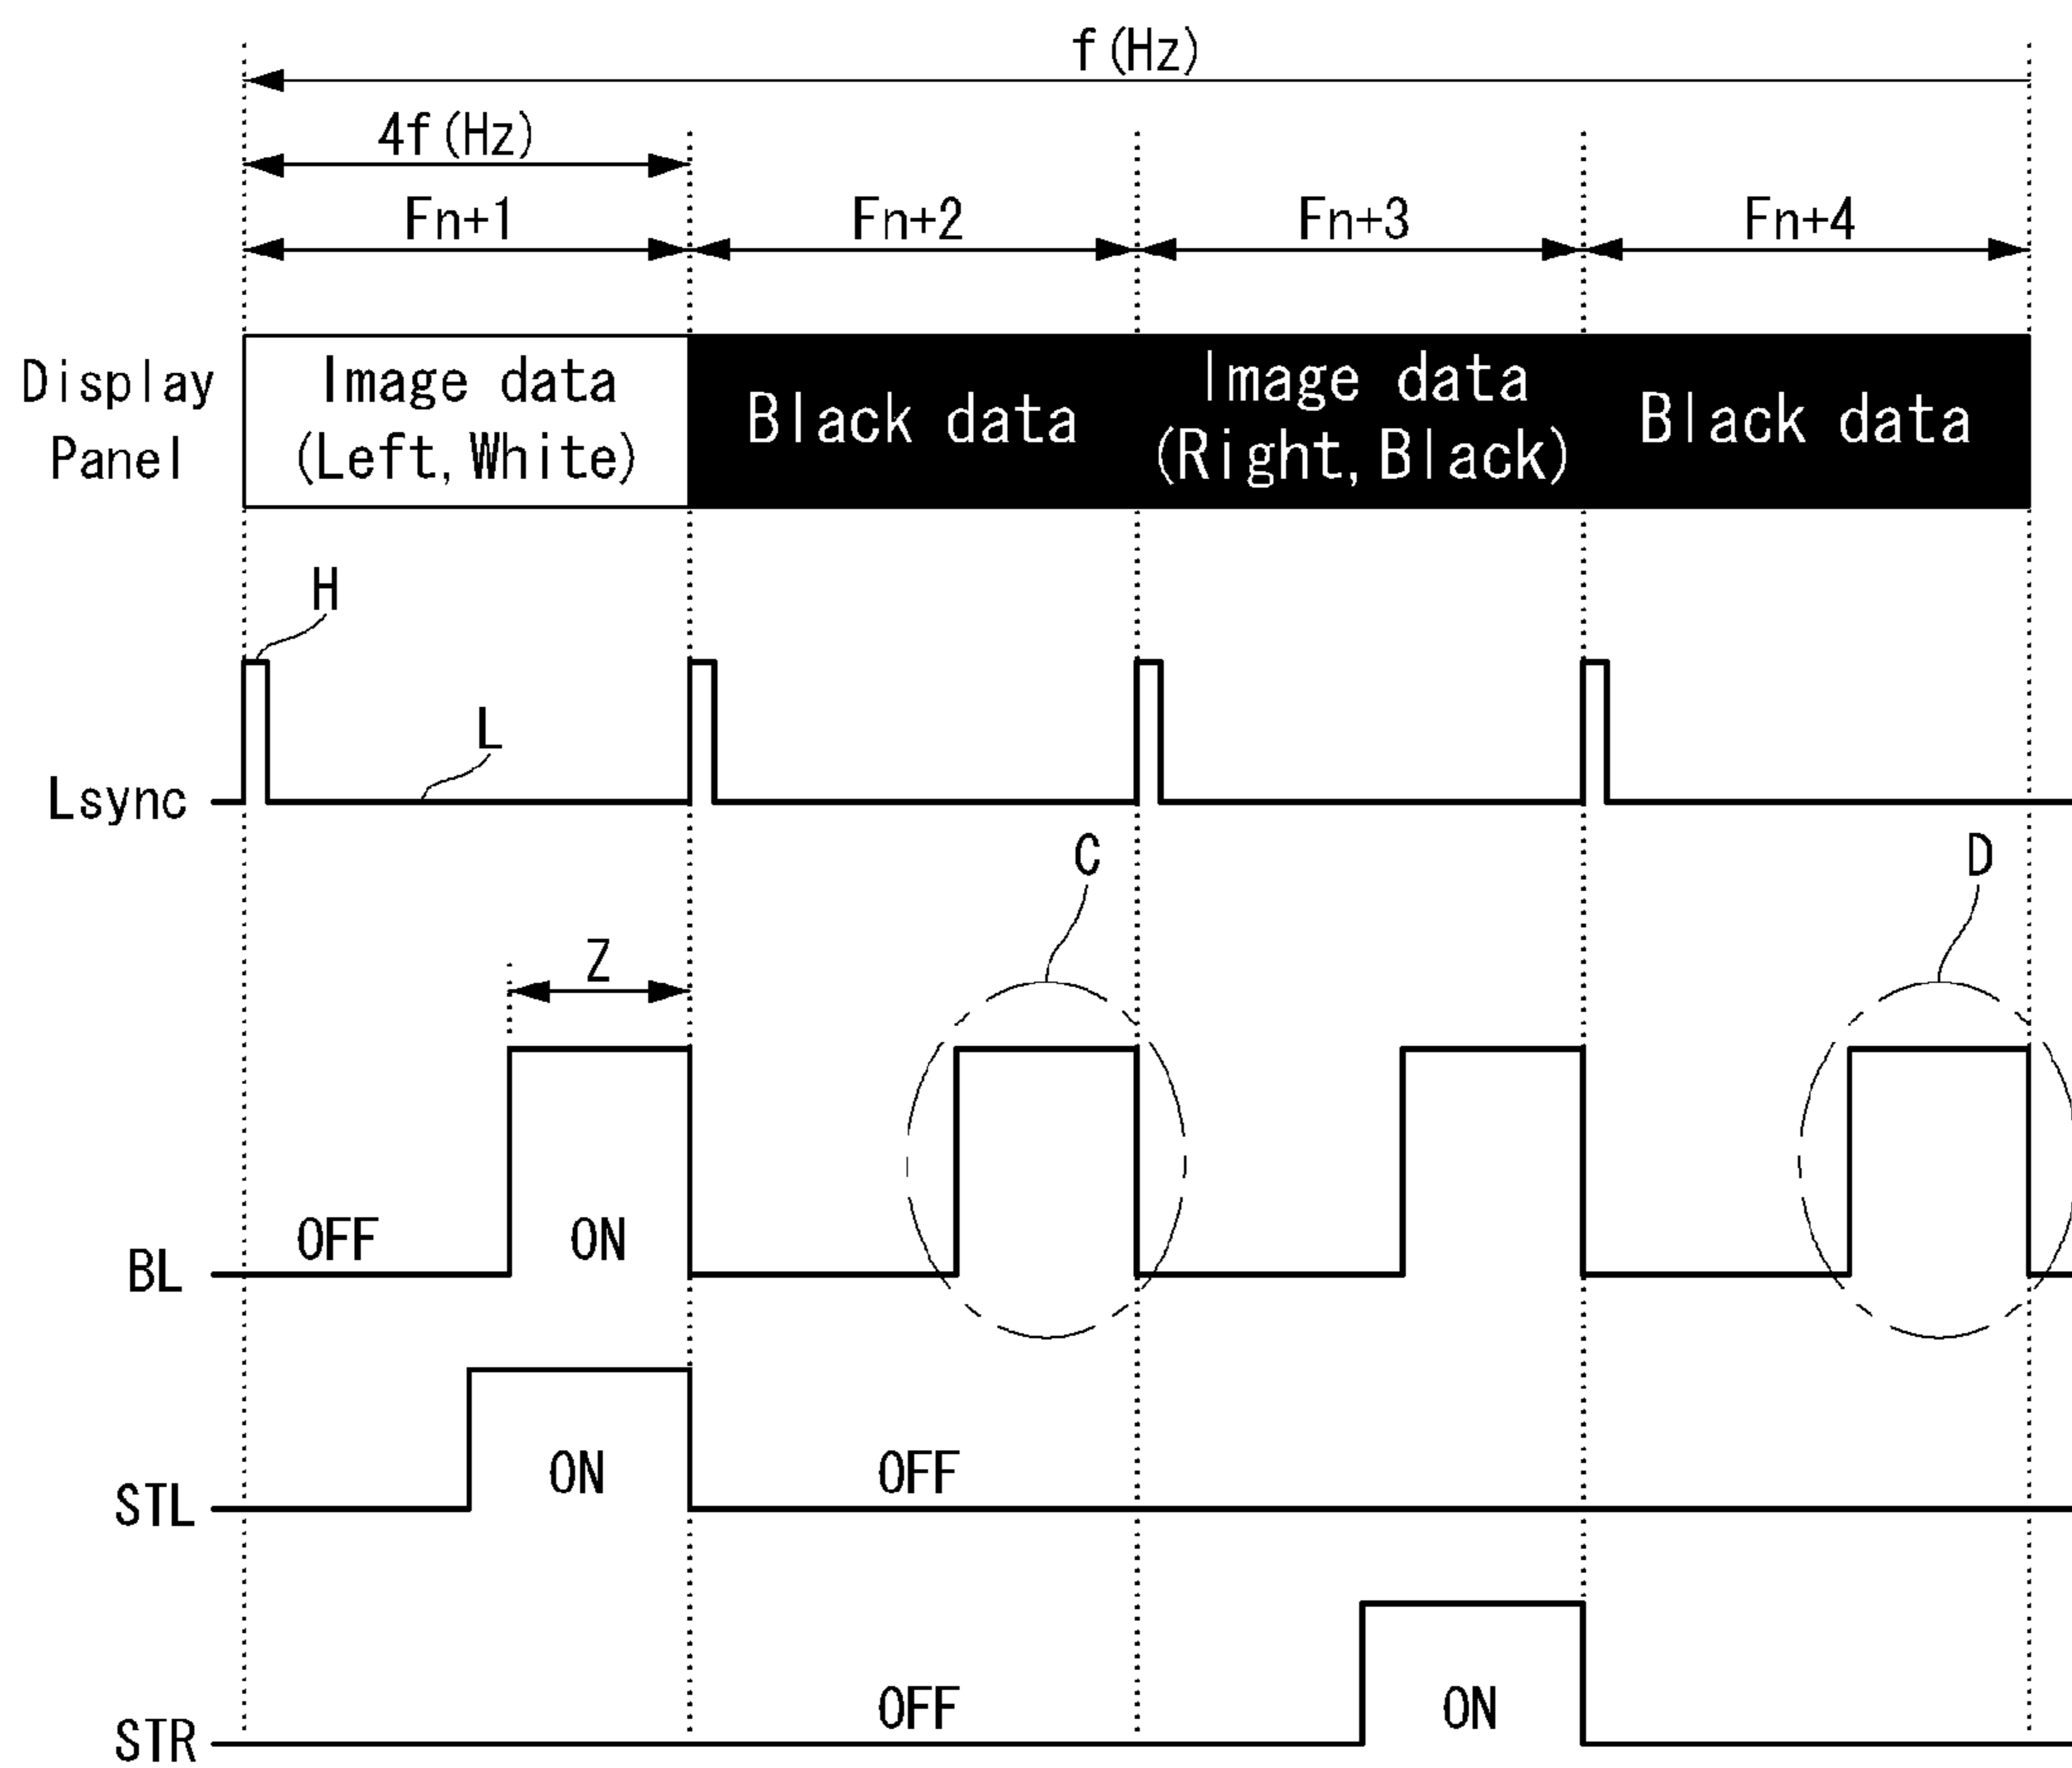 f(Hz)
4f(Hz)
Fn+1 Fn+2 Fn+3 Fn+4
Display Panel
Image data
(Left,White)
Black data
Image data
(Right,Black)
Black data
H
L
Lsync
C
D
Z
OFF
ON
BL
ON
OFF
STL
OFF
ON
STR